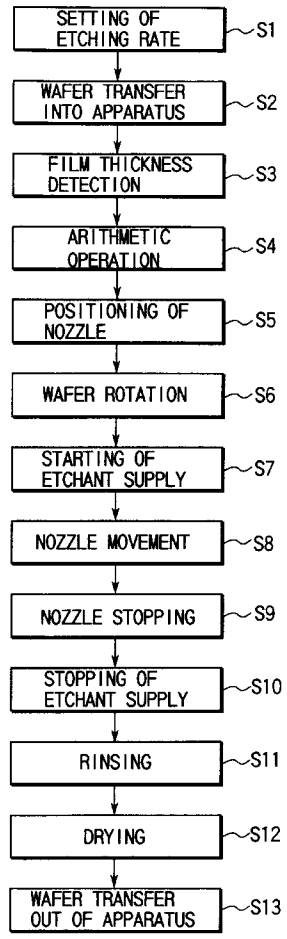 SETTING OF
ETCHING RATE
S1
WAFER TRANSFER
INTO APPARATUS
S2
FILM THICKNESS
DETECTION
S3
ARITHMETIC
OPERATION
S4
POSITIONING OF
NOZZLE
S5
WAFER ROTATION
S6
STARTING OF
ETCHANT SUPPLY
S7
NOZZLE MOVEMENT
S8
NOZZLE STOPPING
S9
STOPPING OF
ETCHANT SUPPLY
S10
RINSING
S11
DRYING
S12
WAFER TRANSFER
OUT OF APPARATUS
S13